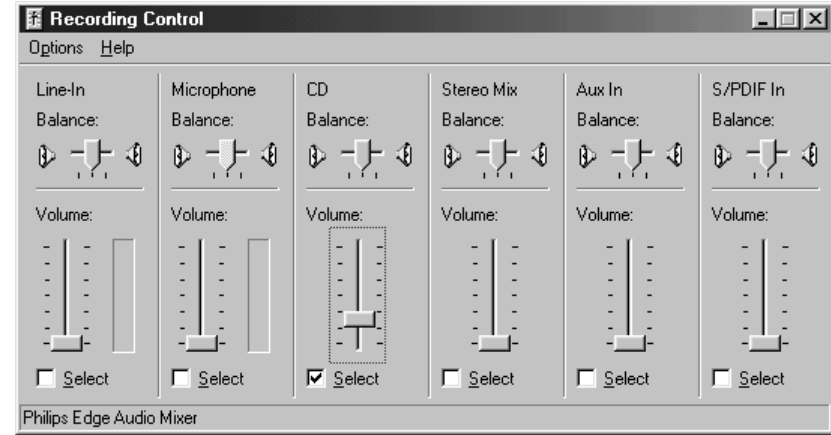 Recording Control
Options Help
Line-In Microphone CD Stereo Mix Aux In S/PDIF In
Balance: Balance: Balance: Balance: Balance: Balance:
Volume: Volume: Volume: Volume: Volume: Volume:
Select Select Select Select Select Select
Philips Edge Audio Mixer